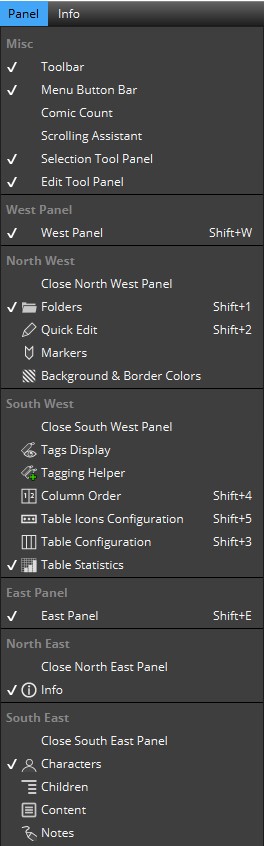 Panel Info
Misc
Toolbar
Menu Button Bar
Comic Count
Scrolling Assistant
Selection Tool Panel
Edit Tool Panel
West Panel
West Panel Shift+W
North West
Close North West Panel
Folders Shift+1
Quick Edit Shift+2
Markers
Background & Border Colors
South West
Close South West Panel
Tags Display
Tagging Helper
Column Order Shift+4
Table Icons Configuration Shift+5
Table Configuration Shift+3
Table Statistics
East Panel
East Panel Shift+E
North East
Close North East Panel
Info
South East
Close South East Panel
Characters
Children
Content
Notes